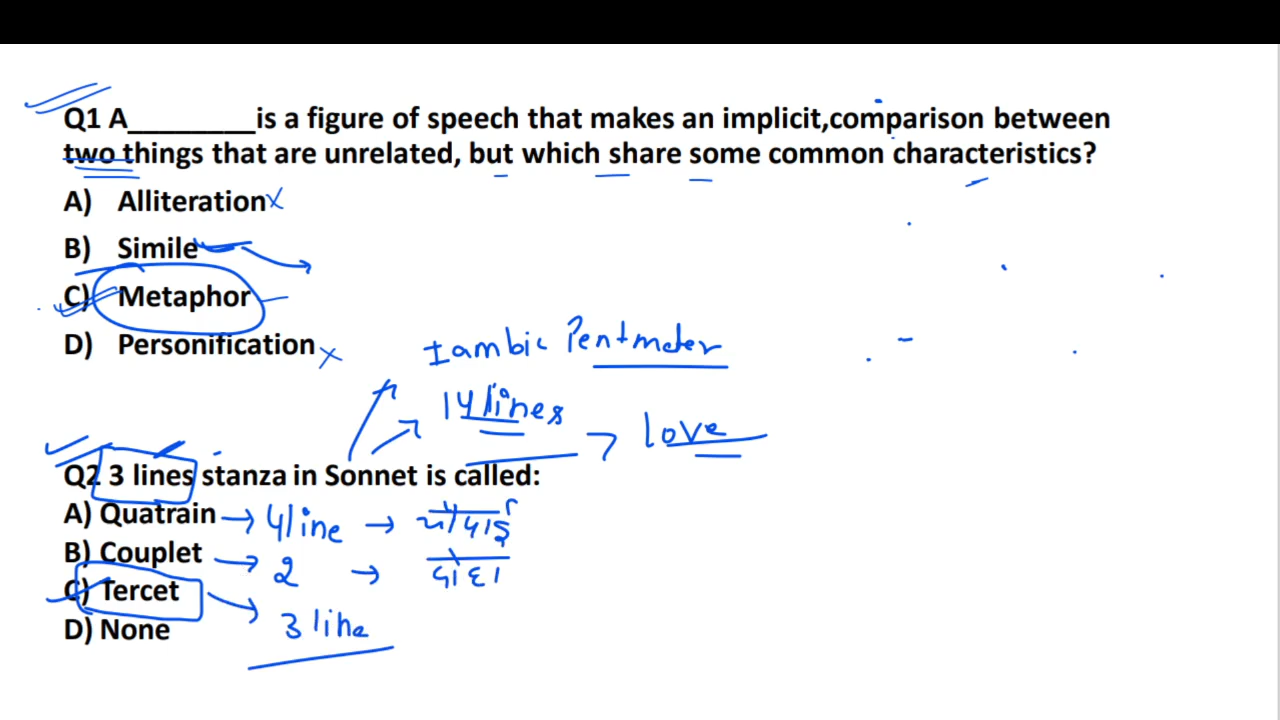 Q1 A_________is a figure of speech that makes an implicit,comparison between
two things that are unrelated, but which share some common characteristics?
A) Alliteration
B) Simile
C) Metaphor
D) Personification
Iambic Pentmeter
14 lines → love
Q2 3 lines stanza in Sonnet is called:
A) Quatrain → 4 line →
B) Couplet → 2 →
C) Tercet → 3 line
D) None